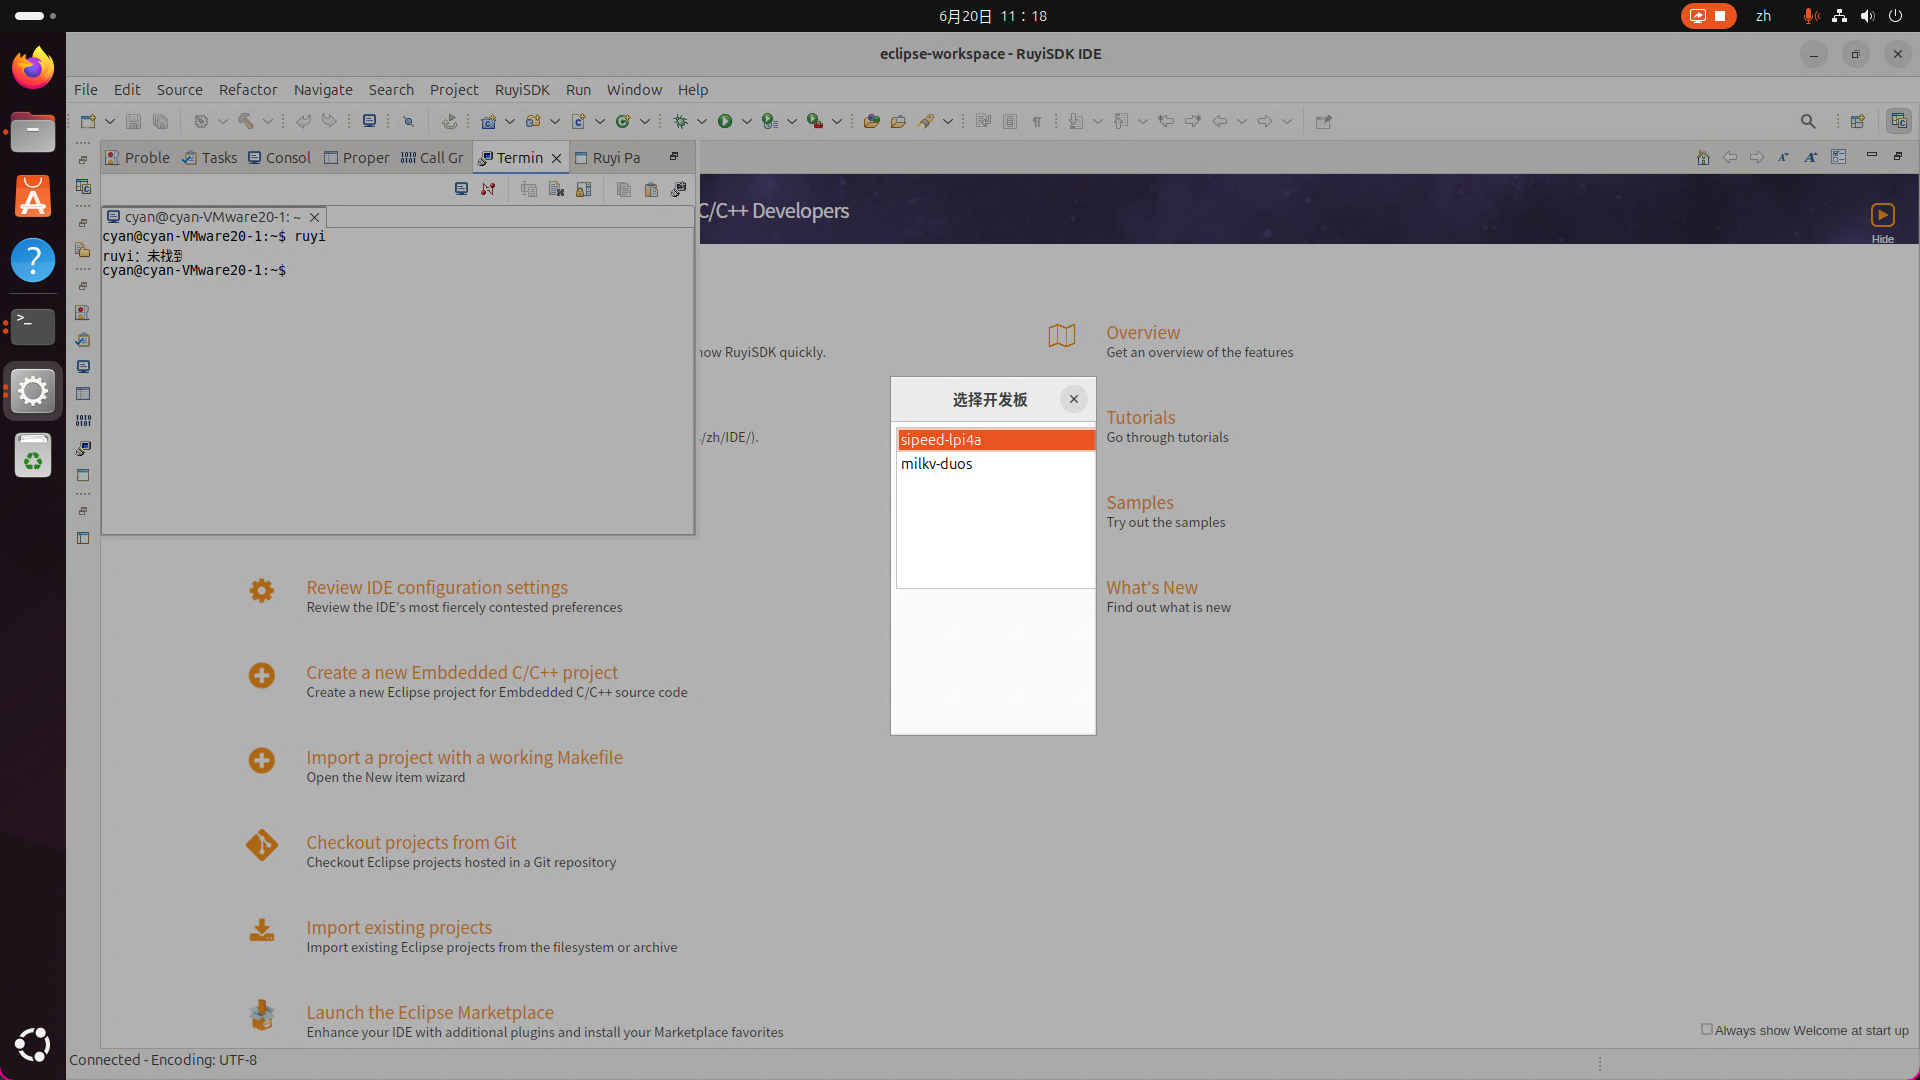 6月20日 11：18
zh
eclipse-workspace - RuyiSDK IDE
File Edit Source Refactor Navigate Search Project RuyiSDK Run Window Help
Proble Tasks Consol Proper Call Gr Termin Ruyi Pa
cyan@cyan-VMware20-1: ~
cyan@cyan-VMware20-1:~$ ruyi
ruyi：未找到
cyan@cyan-VMware20-1:~$
C/C++ Developers
Hide
now RuyiSDK quickly.
/zh/IDE/).
Overview
Get an overview of the features
Tutorials
Go through tutorials
Samples
Try out the samples
What's New
Find out what is new
选择开发板
sipeed-lpi4a
milkv-duos
Review IDE configuration settings
Review the IDE's most fiercely contested preferences
Create a new Embdedded C/C++ project
Create a new Eclipse project for Embdedded C/C++ source code
Import a project with a working Makefile
Open the New item wizard
Checkout projects from Git
Checkout Eclipse projects hosted in a Git repository
Import existing projects
Import existing Eclipse projects from the filesystem or archive
Launch the Eclipse Marketplace
Enhance your IDE with additional plugins and install your Marketplace favorites
Always show Welcome at start up
Connected - Encoding: UTF-8